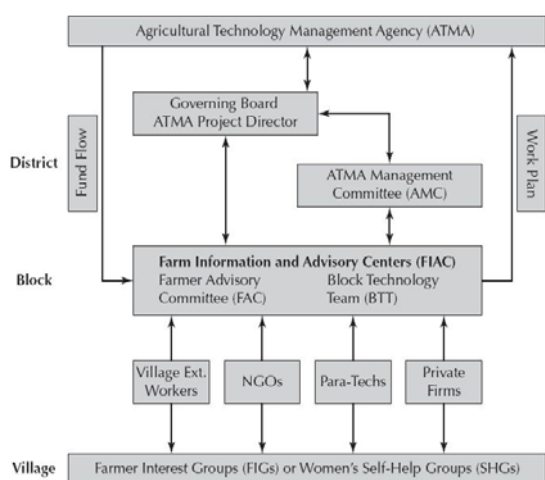 Agricultural Technology Management Agency (ATMA)
Governing Board
ATMA Project Director
Fund Flow
Work Plan
District
ATMA Management
Committee (AMC)
Farm Information and Advisory Centers (FIAC)
Block
Farmer Advisory
Committee (FAC)
Block Technology
Team (BTT)
Village Ext.
Workers
NGOs
Para-Techs
Private
Firms
Village
Farmer Interest Groups (FIGs) or Women's Self-Help Groups (SHGs)